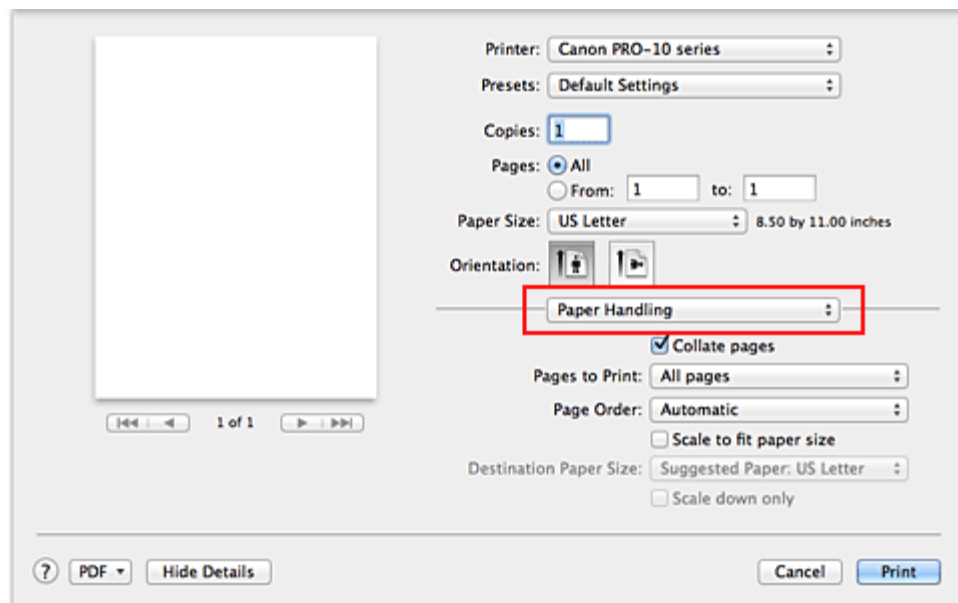 Printer: Canon PRO-10 series
Presets: Default Settings
Copies: 1
Pages: All
From: 1 to: 1
Paper Size: US Letter 8.50 by 11.00 inches
Orientation:
Paper Handling
Collate pages
Pages to Print: All pages
Page Order: Automatic
Scale to fit paper size
Destination Paper Size: Suggested Paper: US Letter
Scale down only
1 of 1
? PDF Hide Details Cancel Print